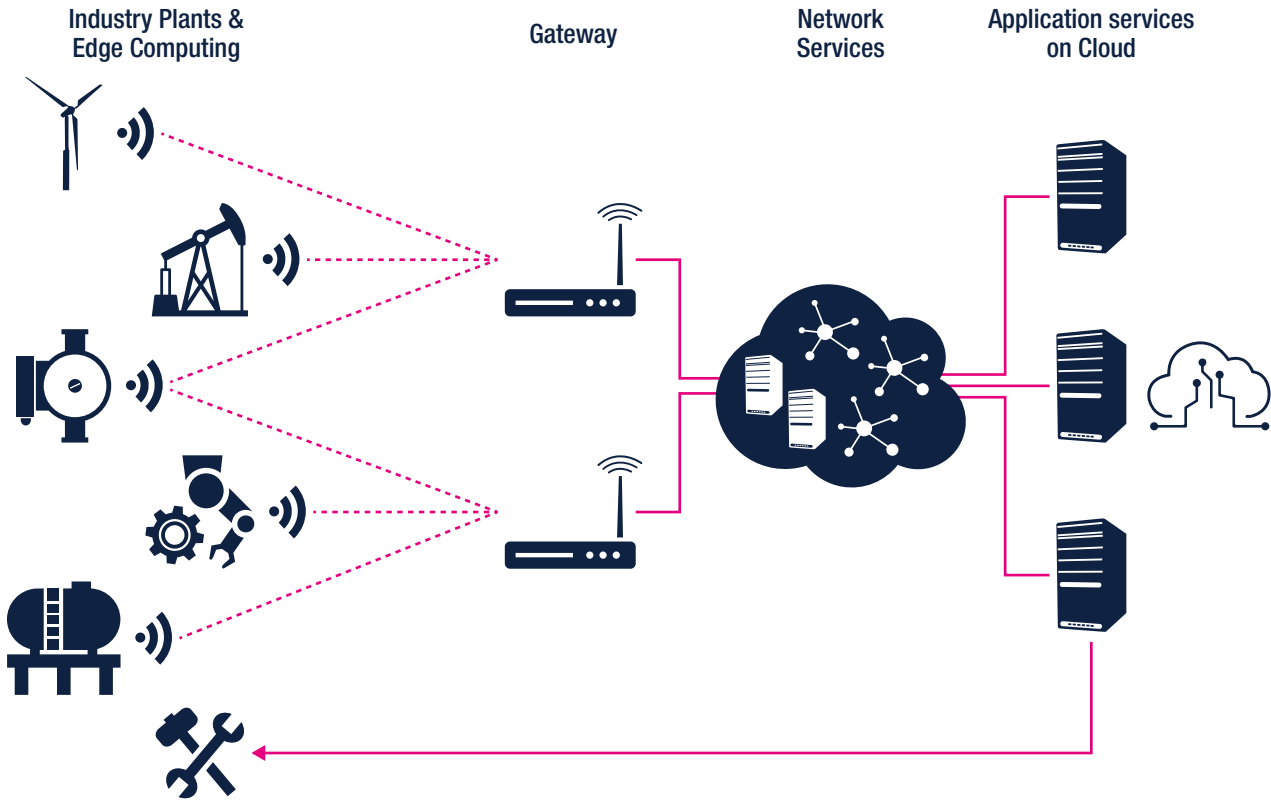 Industry Plants &
Edge Computing
Gateway
Network
Services
Application services
on Cloud